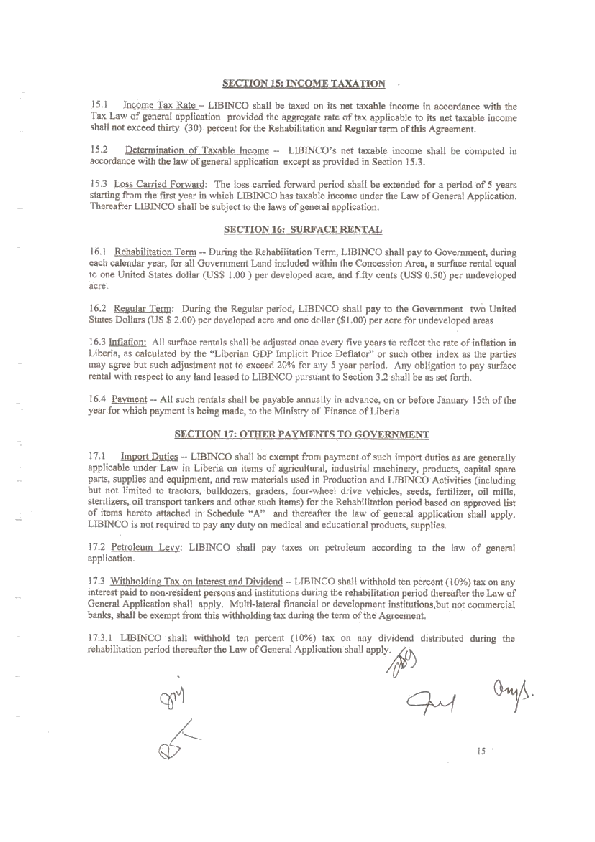 SECTION 15: INCOME TAXATION
15.1 Income Tax Rate – LIBINCO shall be taxed on its net taxable income in accordance with the
Tax Law of general application provided the aggregate rate of tax applicable to its net taxable income
shall not exceed thirty (30) percent for the Rehabilitation and Regular term of this Agreement.
15.2 Determination of Taxable Income – LIBINCO's net taxable income shall be computed in
accordance with the law of general application except as provided in Section 15.3.
15.3 Loss Carried Forward: The loss carried forward period shall be extended for a period of 5 years
starting from the first year in which LIBINCO has taxable income under the Law of General Application.
Thereafter LIBINCO shall be subject to the laws of general application.
SECTION 16: SURFACE RENTAL
16.1 Rehabilitation Term -- During the Rehabilitation Term, LIBINCO shall pay to Government, during
each calendar year, for all Government Land included within the Concession Area, a surface rental equal
to one United States dollar (US$ 1.00 ) per developed acre, and fifty cents (US$ 0.50) per undeveloped
acre.
16.2 Regular Term: During the Regular period, LIBINCO shall pay to the Government two United
States Dollars (US $ 2.00) per developed acre and one dollar ($1.00) per acre for undeveloped areas
16.3 Inflation: All surface rentals shall be adjusted once every five years to reflect the rate of inflation in
Liberia, as calculated by the "Liberian GDP Implicit Price Deflator" or such other index as the parties
may agree but such adjustment not to exceed 20% for any 5 year period. Any obligation to pay surface
rental with respect to any land leased to LIBINCO pursuant to Section 3.2 shall be as set forth.
16.4 Payment -- All such rentals shall be payable annually in advance, on or before January 15th of the
year for which payment is being made, to the Ministry of Finance of Liberia
SECTION 17: OTHER PAYMENTS TO GOVERNMENT
17.1 Import Duties -- LIBINCO shall be exempt from payment of such import duties as are generally
applicable under Law in Liberia on items of agricultural, industrial machinery, products, capital spare
parts, supplies and equipment, and raw materials used in Production and LIBINCO Activities (including
but not limited to tractors, bulldozers, graders, four-wheel drive vehicles, seeds, fertilizer, oil mills,
sterilizers, oil transport tankers and other such items) for the Rehabilitation period based on approved list
of items hereto attached in Schedule "A" and thereafter the law of general application shall apply.
LIBINCO is not required to pay any duty on medical and educational products, supplies.
17.2 Petroleum Levy: LIBINCO shall pay taxes on petroleum according to the law of general
application.
17.3 Withholding Tax on Interest and Dividend -- LIBINCO shall withhold ten percent (10%) tax on any
interest paid to non-resident persons and institutions during the rehabilitation period thereafter the Law of
General Application shall apply. Multi-lateral financial or development institutions,but not commercial
banks, shall be exempt from this withholding tax during the term of the Agreement.
17.3.1 LIBINCO shall withhold ten percent (10%) tax on any dividend distributed during the
rehabilitation period thereafter the Law of General Application shall apply.
15